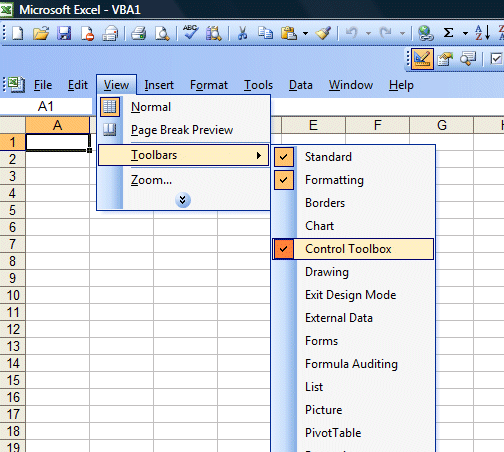 Microsoft Excel - VBA1
ABC
Σ
File Edit View Insert Format Tools Data Window Help
A1
Normal
Page Break Preview
Toolbars
Zoom...
A E F G
1
2
3
4
5
6
7
8
9
10
11
12
13
14
15
16
17
18
19
Standard
Formatting
Borders
Chart
Control Toolbox
Drawing
Exit Design Mode
External Data
Forms
Formula Auditing
List
Picture
PivotTable